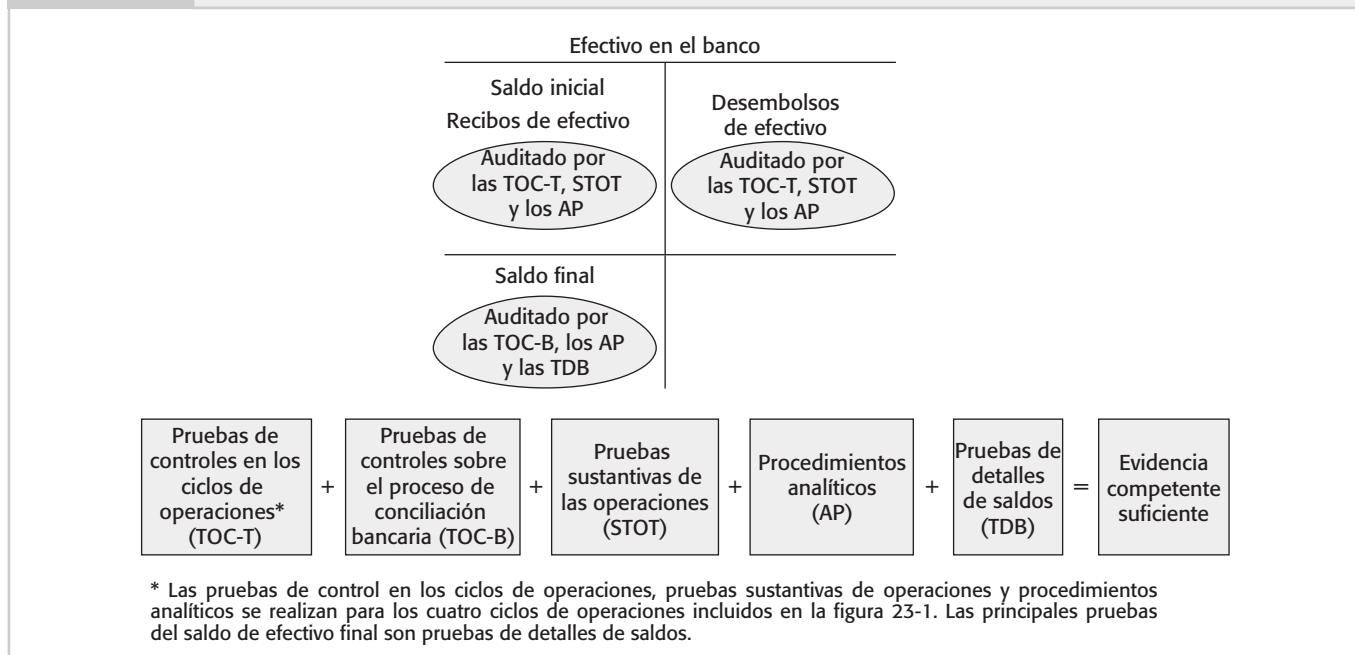 Efectivo en el banco
Saldo inicial
Recibos de efectivo
Auditado por
las TOC-T, STOT
y los AP
Desembolsos
de efectivo
Auditado por
las TOC-T, STOT
y los AP
Saldo final
Auditado por
las TOC-B, los AP
y las TDB
Pruebas de
controles en los
ciclos de
operaciones*
(TOC-T)
+
Pruebas de
controles sobre
el proceso de
conciliación
bancaria (TOC-B)
+
Pruebas
sustantivas de
las operaciones
(STOT)
+
Procedimientos
analíticos
(AP)
+
Pruebas de
detalles
de saldos
(TDB)
=
Evidencia
competente
suficiente
* Las pruebas de control en los ciclos de operaciones, pruebas sustantivas de operaciones y procedimientos
analíticos se realizan para los cuatro ciclos de operaciones incluidos en la figura 23-1. Las principales pruebas
del saldo de efectivo final son pruebas de detalles de saldos.